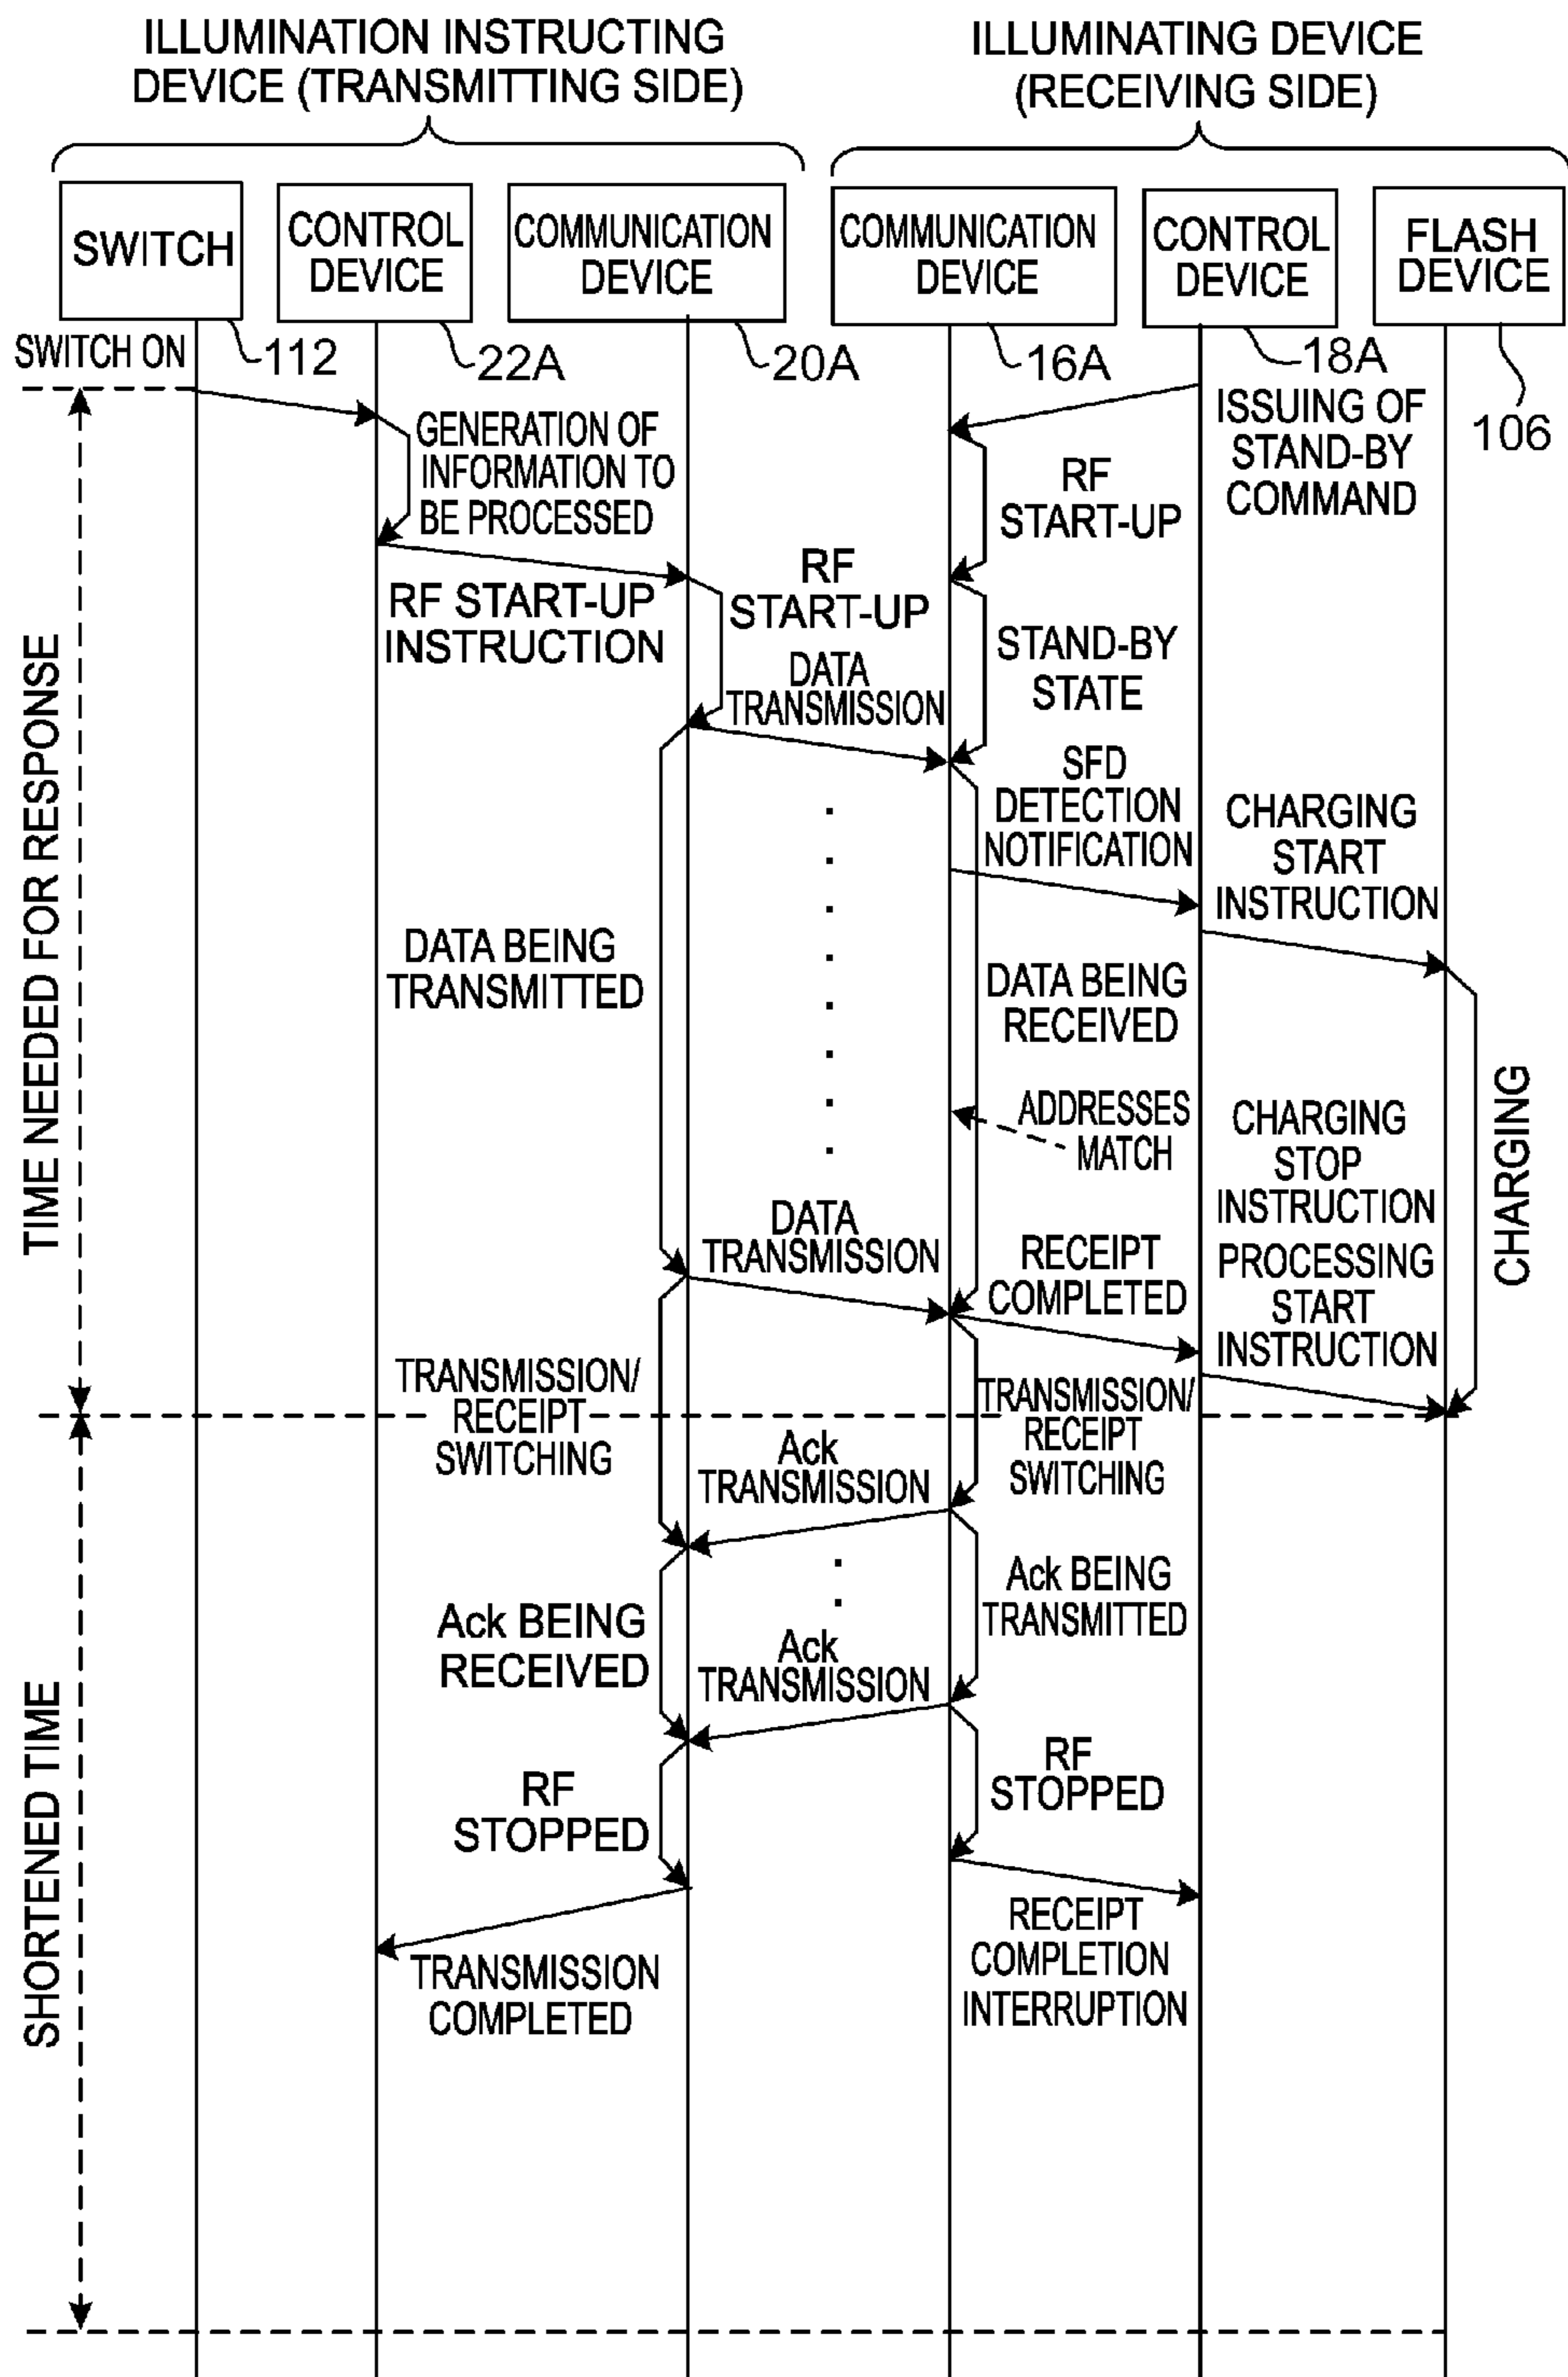 ILLUMINATION INSTRUCTING
DEVICE (TRANSMITTING SIDE)
ILLUMINATING DEVICE
(RECEIVING SIDE)
SWITCH
CONTROL
DEVICE
COMMUNICATION
DEVICE
COMMUNICATION
DEVICE
CONTROL
DEVICE
FLASH
DEVICE
SWITCH ON
112
22A
20A
16A
18A
106
ISSUING OF
STAND-BY
COMMAND
GENERATION OF
INFORMATION TO
BE PROCESSED
RF
START-UP
RF START-UP
INSTRUCTION
RF
START-UP
STAND-BY
STATE
DATA
TRANSMISSION
SFD
DETECTION
NOTIFICATION
CHARGING
START
INSTRUCTION
TIME NEEDED FOR RESPONSE
DATA BEING
TRANSMITTED
DATA BEING
RECEIVED
ADDRESSES
MATCH
CHARGING
STOP
INSTRUCTION
CHARGING
DATA
TRANSMISSION
RECEIPT
COMPLETED
PROCESSING
START
INSTRUCTION
TRANSMISSION/
RECEIPT
SWITCHING
TRANSMISSION/
RECEIPT
SWITCHING
Ack
TRANSMISSION
Ack BEING
TRANSMITTED
Ack BEING
RECEIVED
Ack
TRANSMISSION
SHORTENED TIME
RF
STOPPED
RF
STOPPED
RECEIPT
COMPLETION
INTERRUPTION
TRANSMISSION
COMPLETED